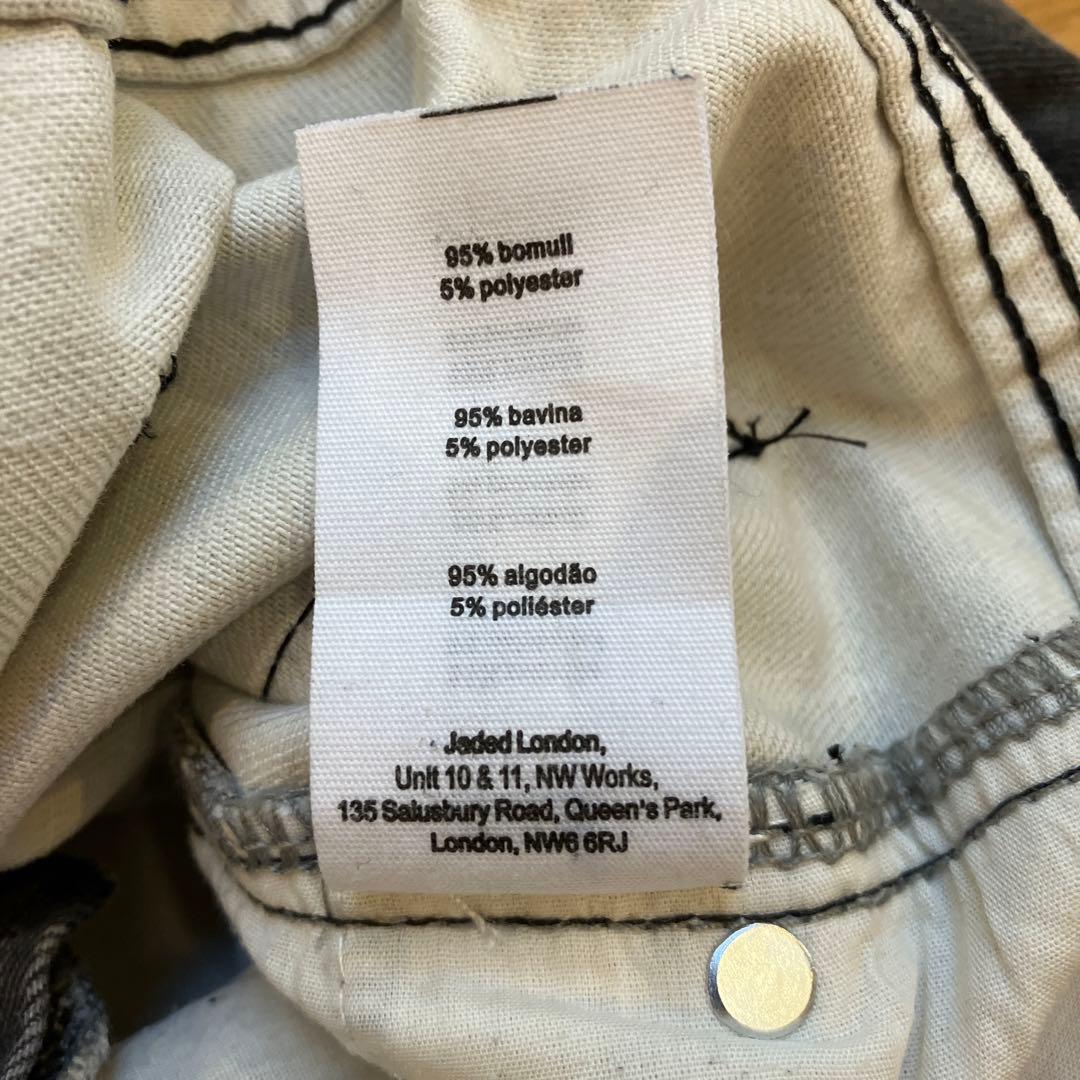 95% bomull
5% polyester
95% bavlna
5% polyester
95% algodão
5% poliéster
Jaded London,
Unit 10 & 11, NW Works,
135 Salusbury Road, Queen's Park,
London, NW6 6RJ